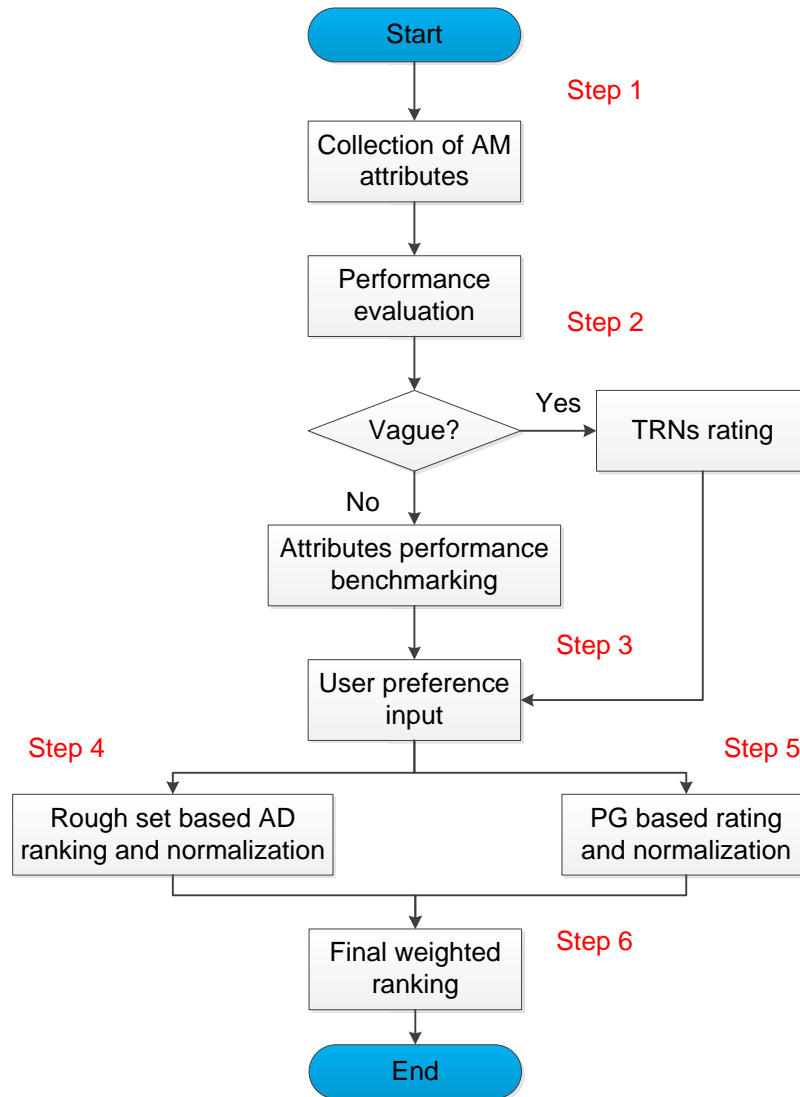 Start
Step 1
Collection of AM
attributes
Performance
evaluation
Step 2
Vague?
Yes
TRNs rating
No
Attributes performance
benchmarking
Step 3
User preference
input
Step 4
Step 5
Rough set based AD
ranking and normalization
PG based rating
and normalization
Step 6
Final weighted
ranking
End